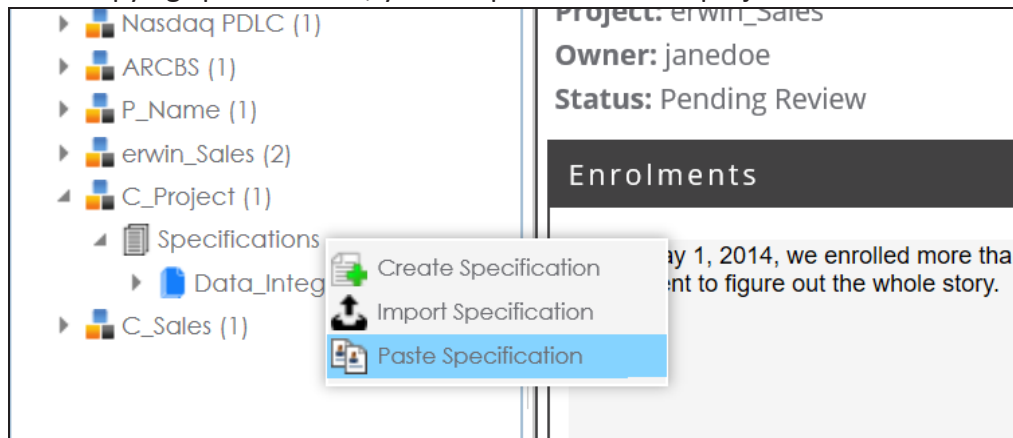 Nasdaq PDLC (1)
ARCBS (1)
P_Name (1)
erwin_Sales (2)
C_Project (1)
Specifications
Data_Integ
C_Sales (1)
Create Specification
Import Specification
Paste Specification
Project: erwin_Sales
Owner: janedoe
Status: Pending Review
Enrolments
ay 1, 2014, we enrolled more tha
nt to figure out the whole story.